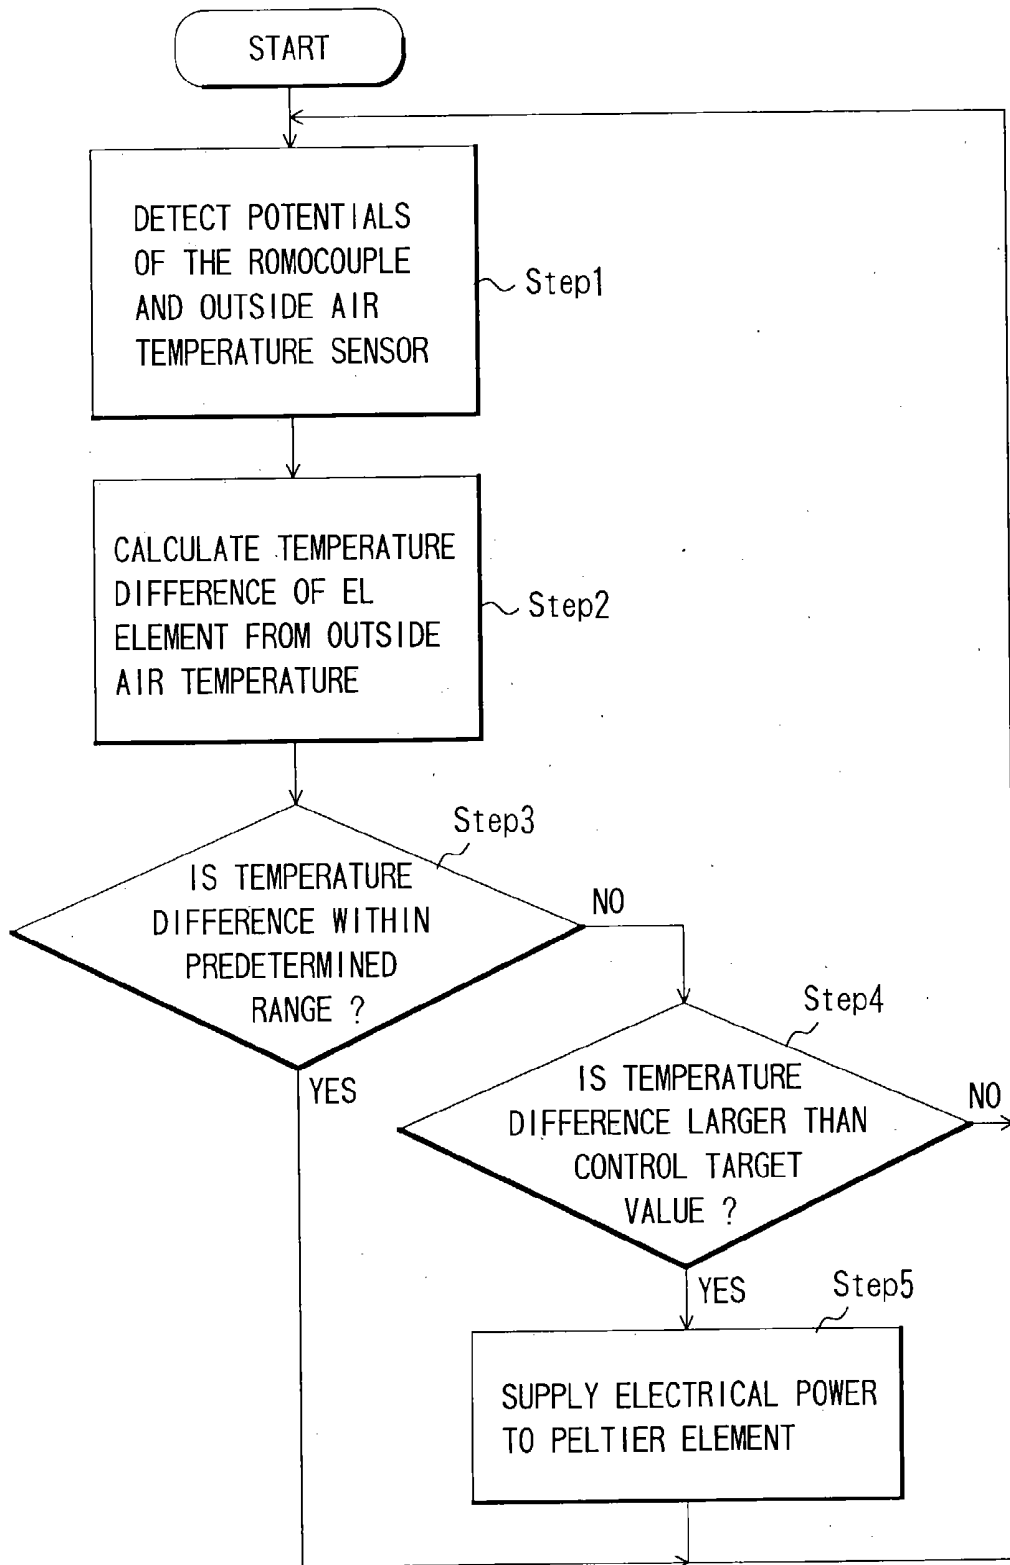 START
DETECT POTENTIALS
OF THE ROMOCOUPLE
AND OUTSIDE AIR
TEMPERATURE SENSOR
Step1
CALCULATE TEMPERATURE
DIFFERENCE OF EL
ELEMENT FROM OUTSIDE
AIR TEMPERATURE
Step2
Step3
IS TEMPERATURE
DIFFERENCE WITHIN
PREDETERMINED
RANGE ?
NO
YES
Step4
IS TEMPERATURE
DIFFERENCE LARGER THAN
CONTROL TARGET
VALUE ?
NO
YES
Step5
SUPPLY ELECTRICAL POWER
TO PELTIER ELEMENT